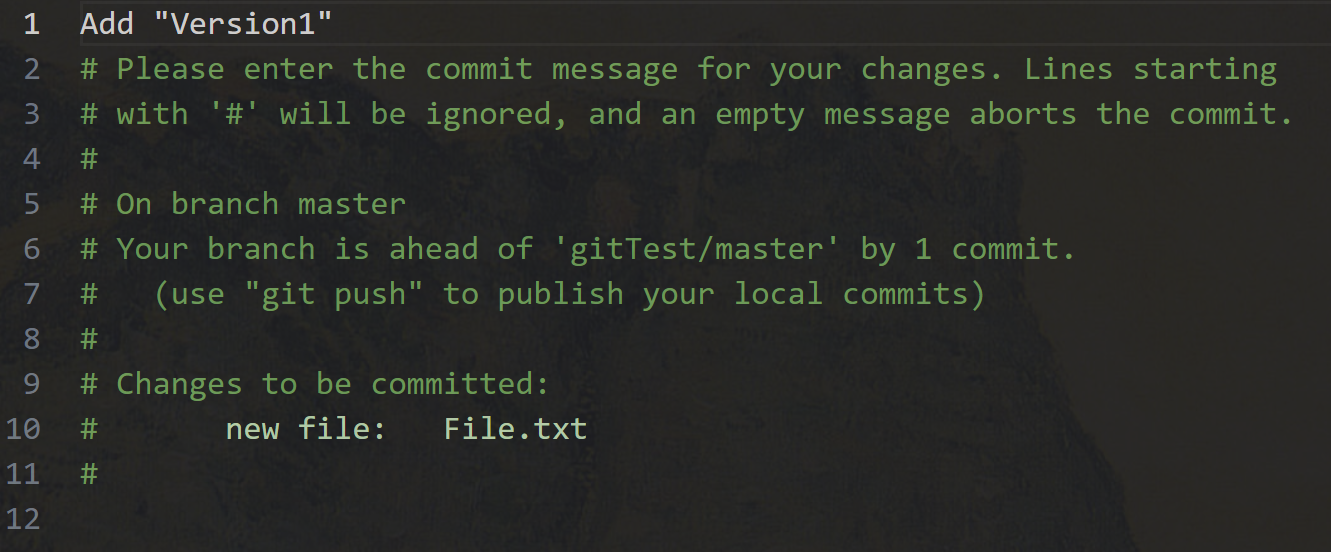 1 Add "Version1"
2 # Please enter the commit message for your changes. Lines starting
3 # with '#' will be ignored, and an empty message aborts the commit.
4 #
5 # On branch master
6 # Your branch is ahead of 'gitTest/master' by 1 commit.
7 #   (use "git push" to publish your local commits)
8 #
9 # Changes to be committed:
10 #       new file:   File.txt
11 #
12